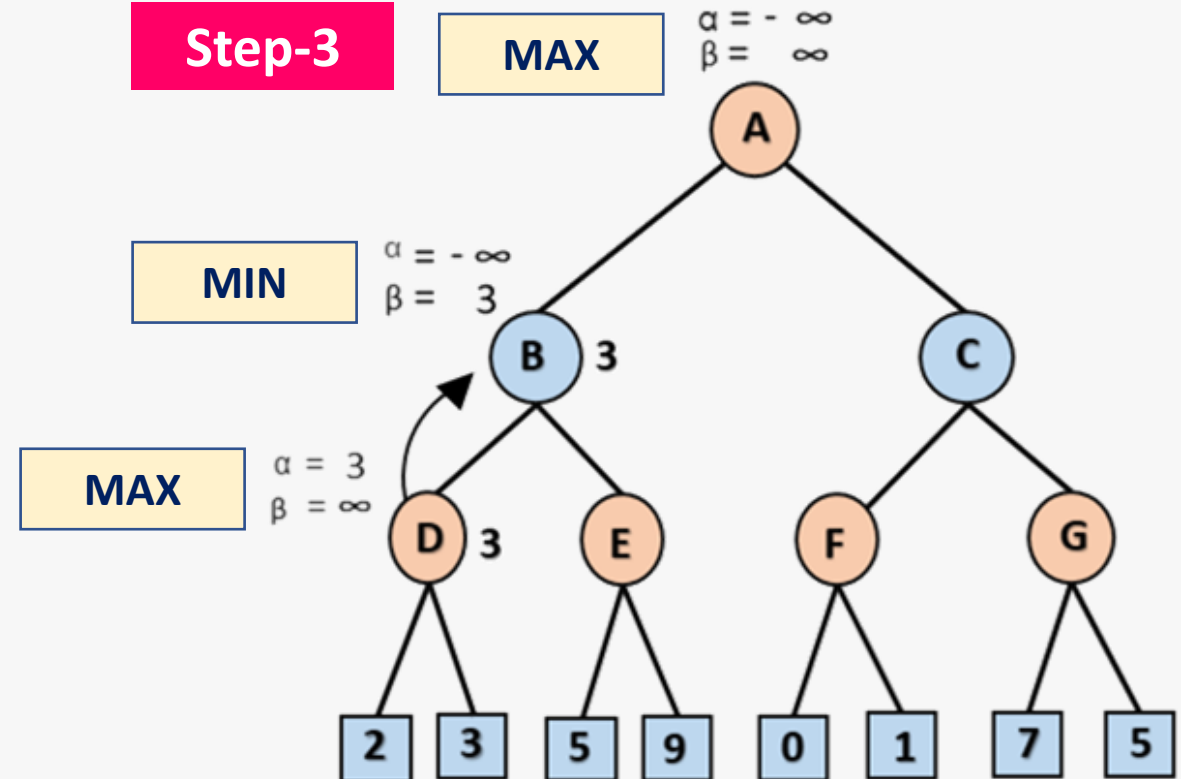 Step-3
MAX
α = - ∞
β = ∞
A
MIN
α = - ∞
β = 3
B 3
C
MAX
α = 3
β = ∞
D 3
E
F
G
2 3 5 9 0 1 7 5